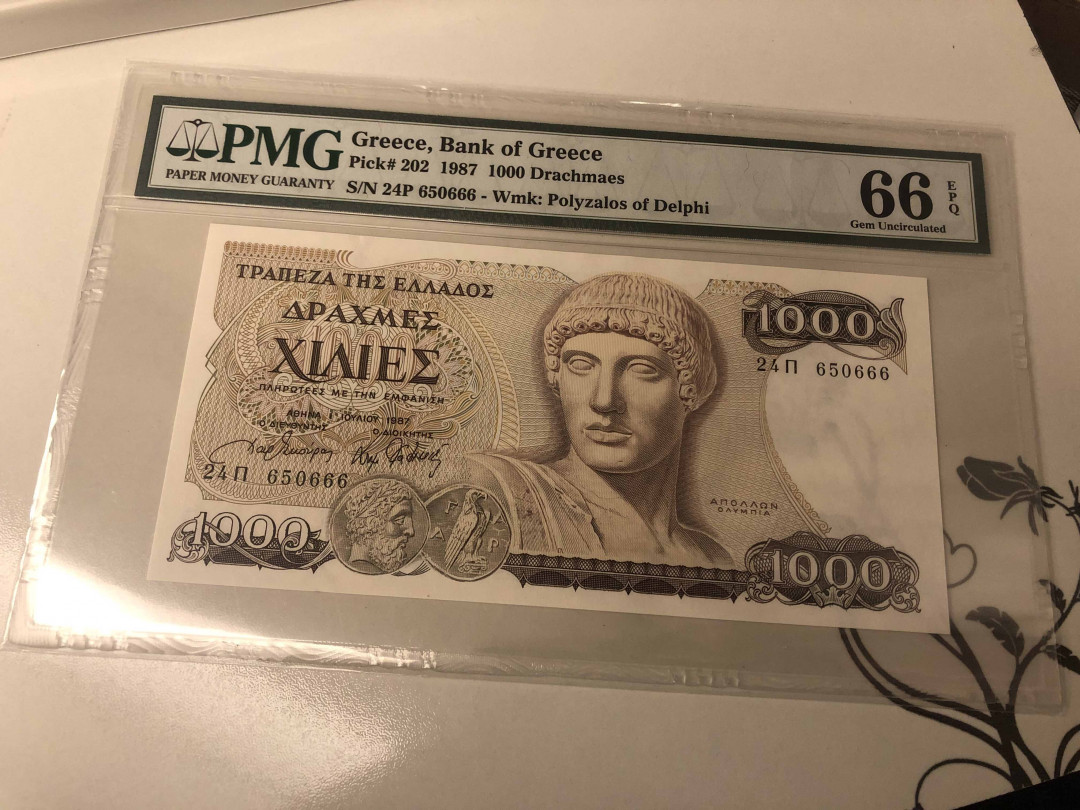 PMG
PAPER MONEY GUARANTY
Greece, Bank of Greece
Pick# 202 1987 1000 Drachmaes
S/N 24P 650666 - Wmk: Polyzalos of Delphi
66
EPQ
Gem Uncirculated
ΤΡΑΠΕΖΑ ΤΗΣ ΕΛΛΑΔΟΣ
ΔΡΑΧΜΕΣ
ΧΙΛΙΕΣ
ΠΛΗΡΩΤΕΕΣ ΜΕ ΤΗΝ ΕΜΦΑΝΙΣΗ
ΑΘΗΝΑ 1 ΙΟΥΛΙΟΥ 1987
Ο ΔΙΕΥΘΥΝΤΗΣ Ο ΔΙΟΙΚΗΤΗΣ
24Π 650666
1000
1000
24Π 650666
ΑΠΟΛΛΩΝ
ΟΛΥΜΠΙΑ
1000